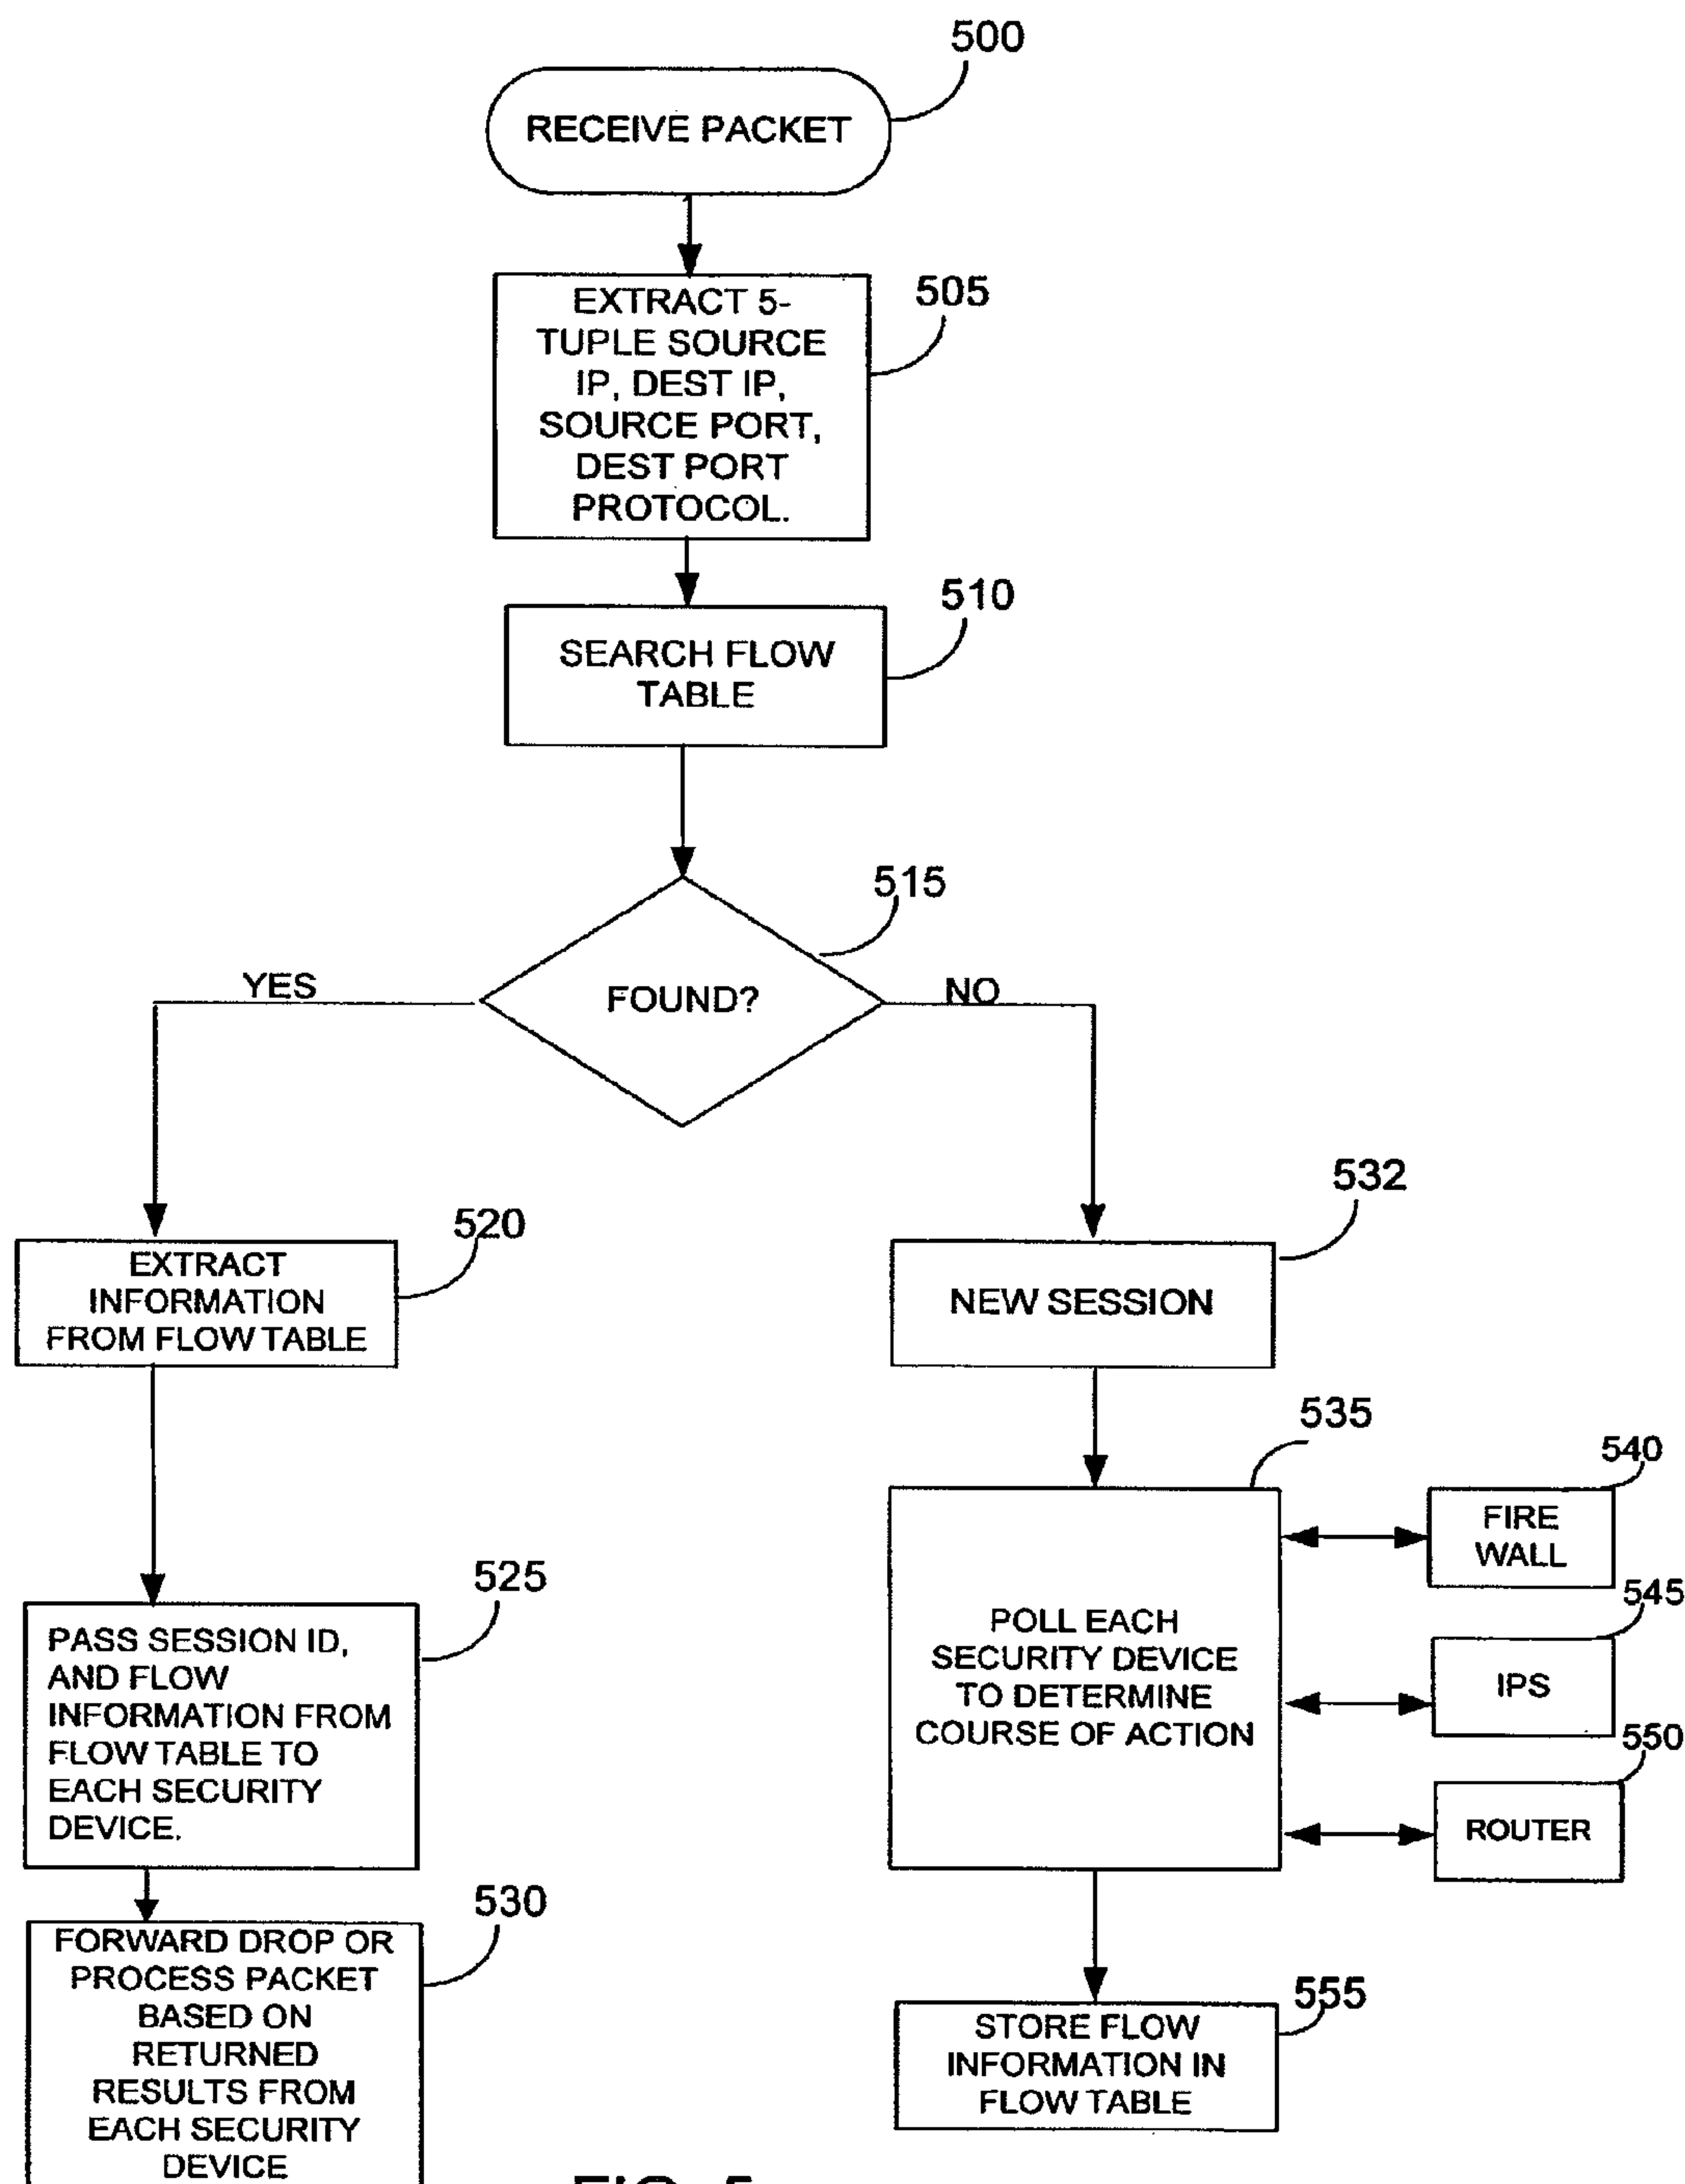 500
RECEIVE PACKET
505
EXTRACT 5-
TUPLE SOURCE
IP, DEST IP,
SOURCE PORT,
DEST PORT
PROTOCOL.
510
SEARCH FLOW
TABLE
515
FOUND?
YES
NO
520
EXTRACT
INFORMATION
FROM FLOW TABLE
525
PASS SESSION ID,
AND FLOW
INFORMATION FROM
FLOW TABLE TO
EACH SECURITY
DEVICE.
530
FORWARD DROP OR
PROCESS PACKET
BASED ON
RETURNED
RESULTS FROM
EACH SECURITY
DEVICE
532
NEW SESSION
535
POLL EACH
SECURITY DEVICE
TO DETERMINE
COURSE OF ACTION
540
FIRE
WALL
545
IPS
550
ROUTER
555
STORE FLOW
INFORMATION IN
FLOW TABLE
FIG. 5